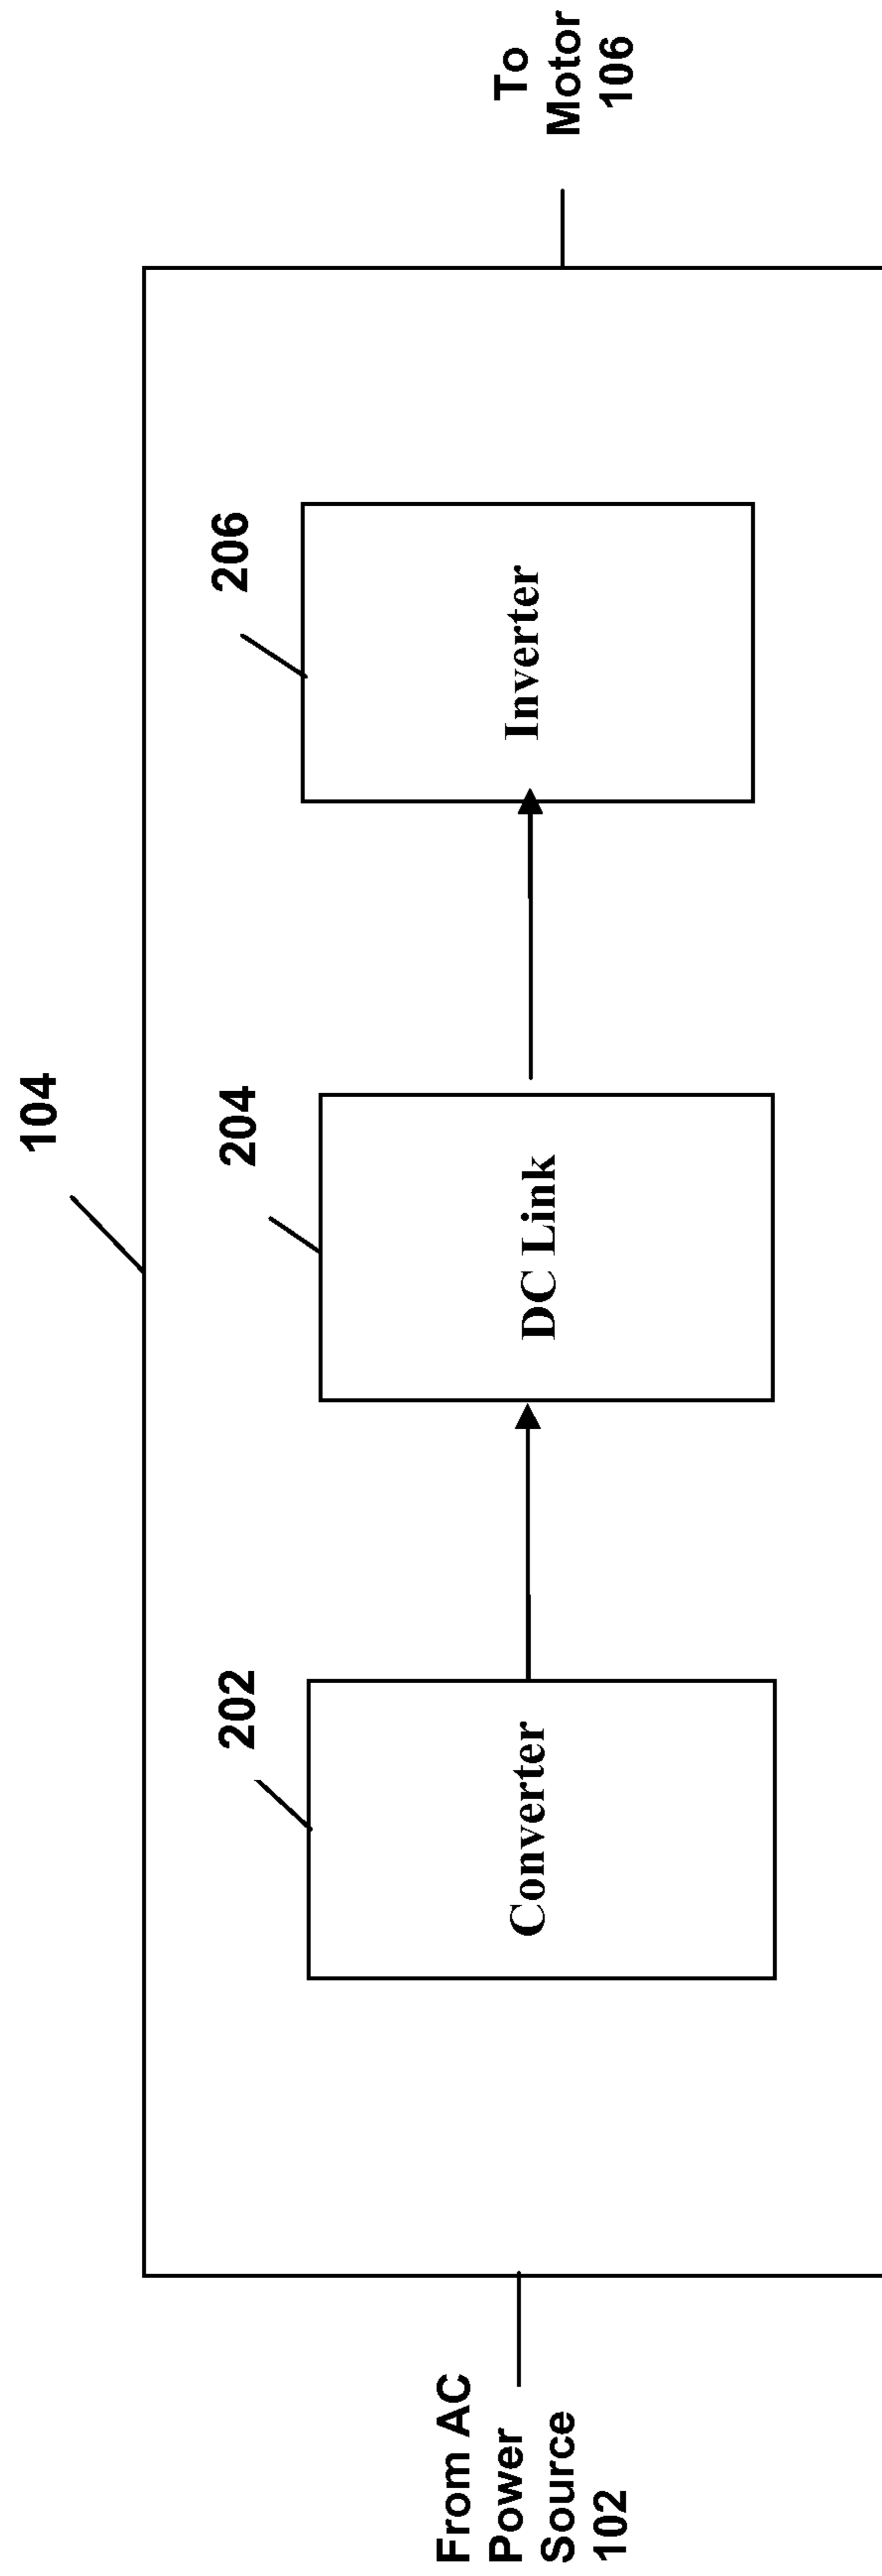 104
202
204
206
Converter
DC Link
Inverter
From AC
Power
Source
102
To
Motor
106